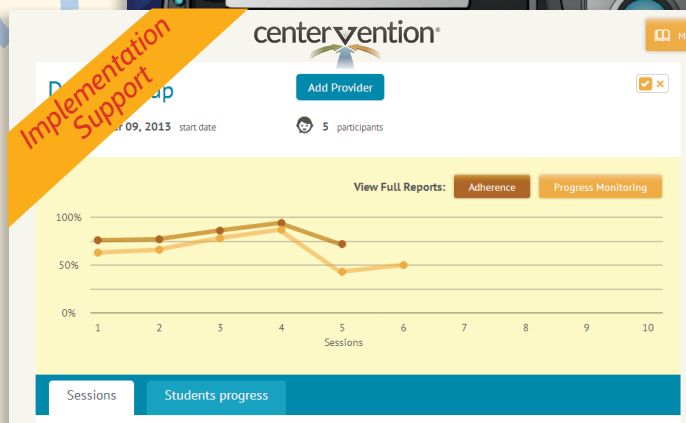 Implementation
Support
centervention®
Add Provider
09, 2013 start date
5 participants
View Full Reports: Adherence Progress Monitoring
100%
50%
0%
1 2 3 4 5 6 7 8 9 10
Sessions
Sessions Students progress